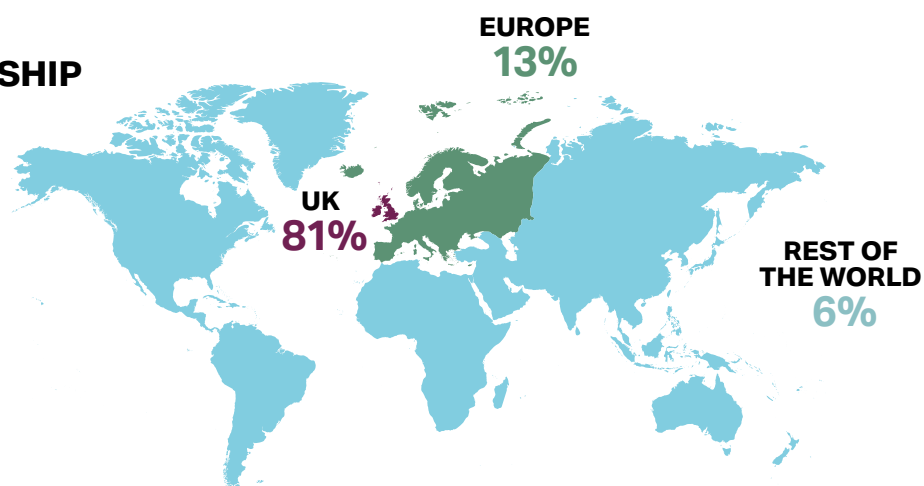 SHIP
EUROPE
13%
UK
81%
REST OF
THE WORLD
6%